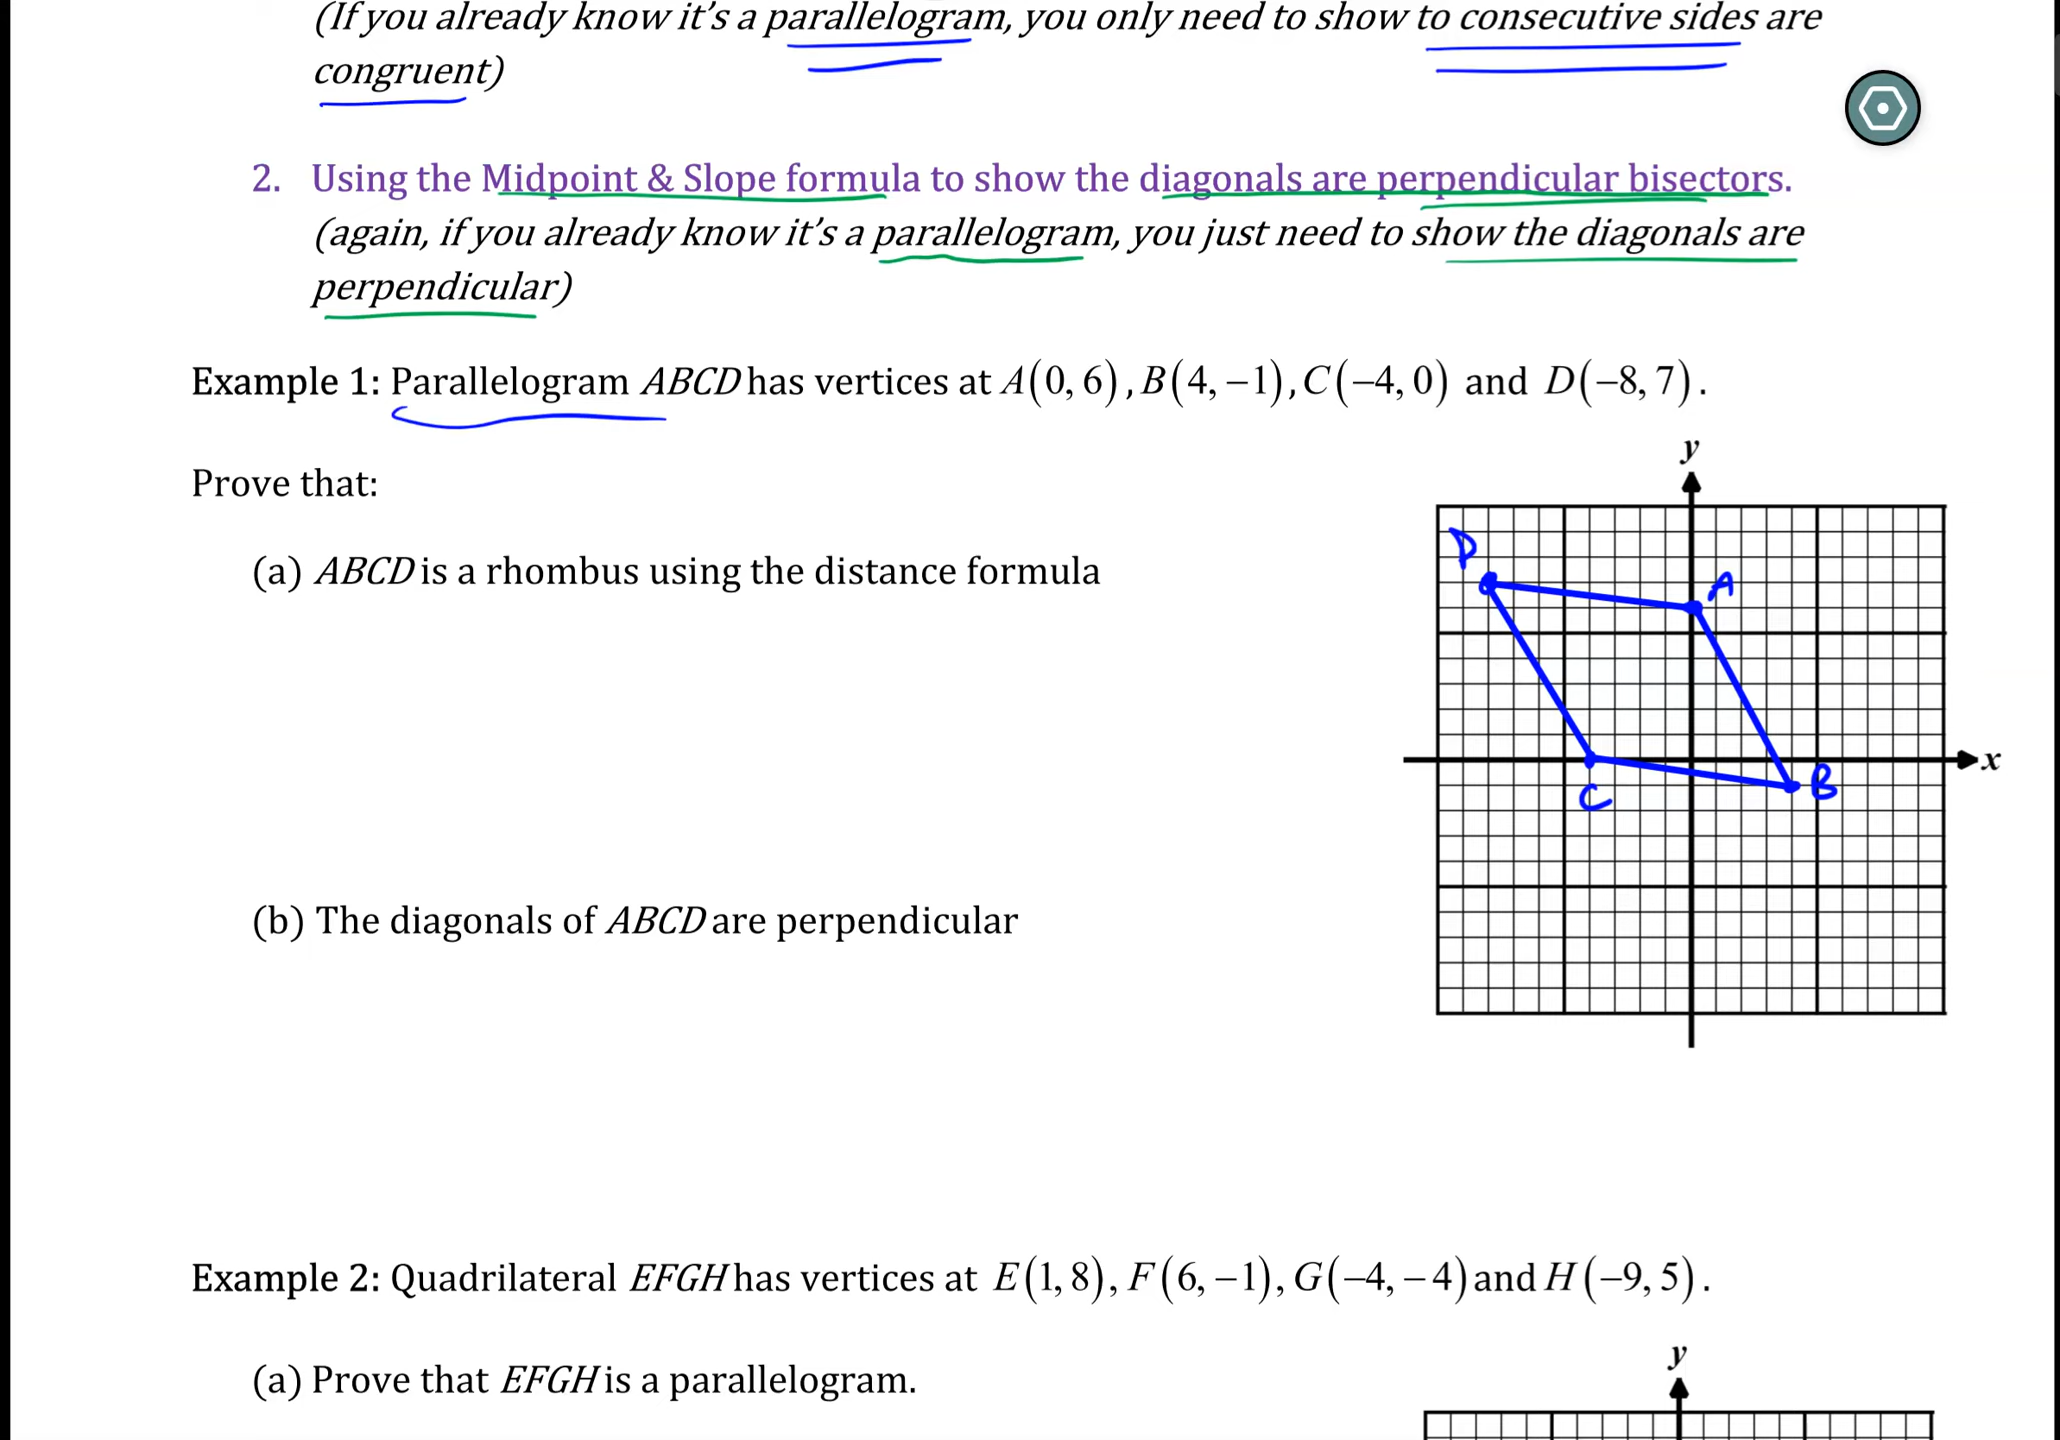 (If you already know it's a parallelogram, you only need to show to consecutive sides are
congruent)
2. Using the Midpoint & Slope formula to show the diagonals are perpendicular bisectors.
(again, if you already know it's a parallelogram, you just need to show the diagonals are
perpendicular)
Example 1: Parallelogram ABCD has vertices at A(0, 6), B(4, –1), C(–4, 0) and D(–8, 7).
y
Prove that:
D
(a) ABCD is a rhombus using the distance formula
A
x
C
B
(b) The diagonals of ABCD are perpendicular
Example 2: Quadrilateral EFGH has vertices at E(1, 8), F(6, –1), G(–4, –4) and H(–9, 5).
y
(a) Prove that EFGH is a parallelogram.